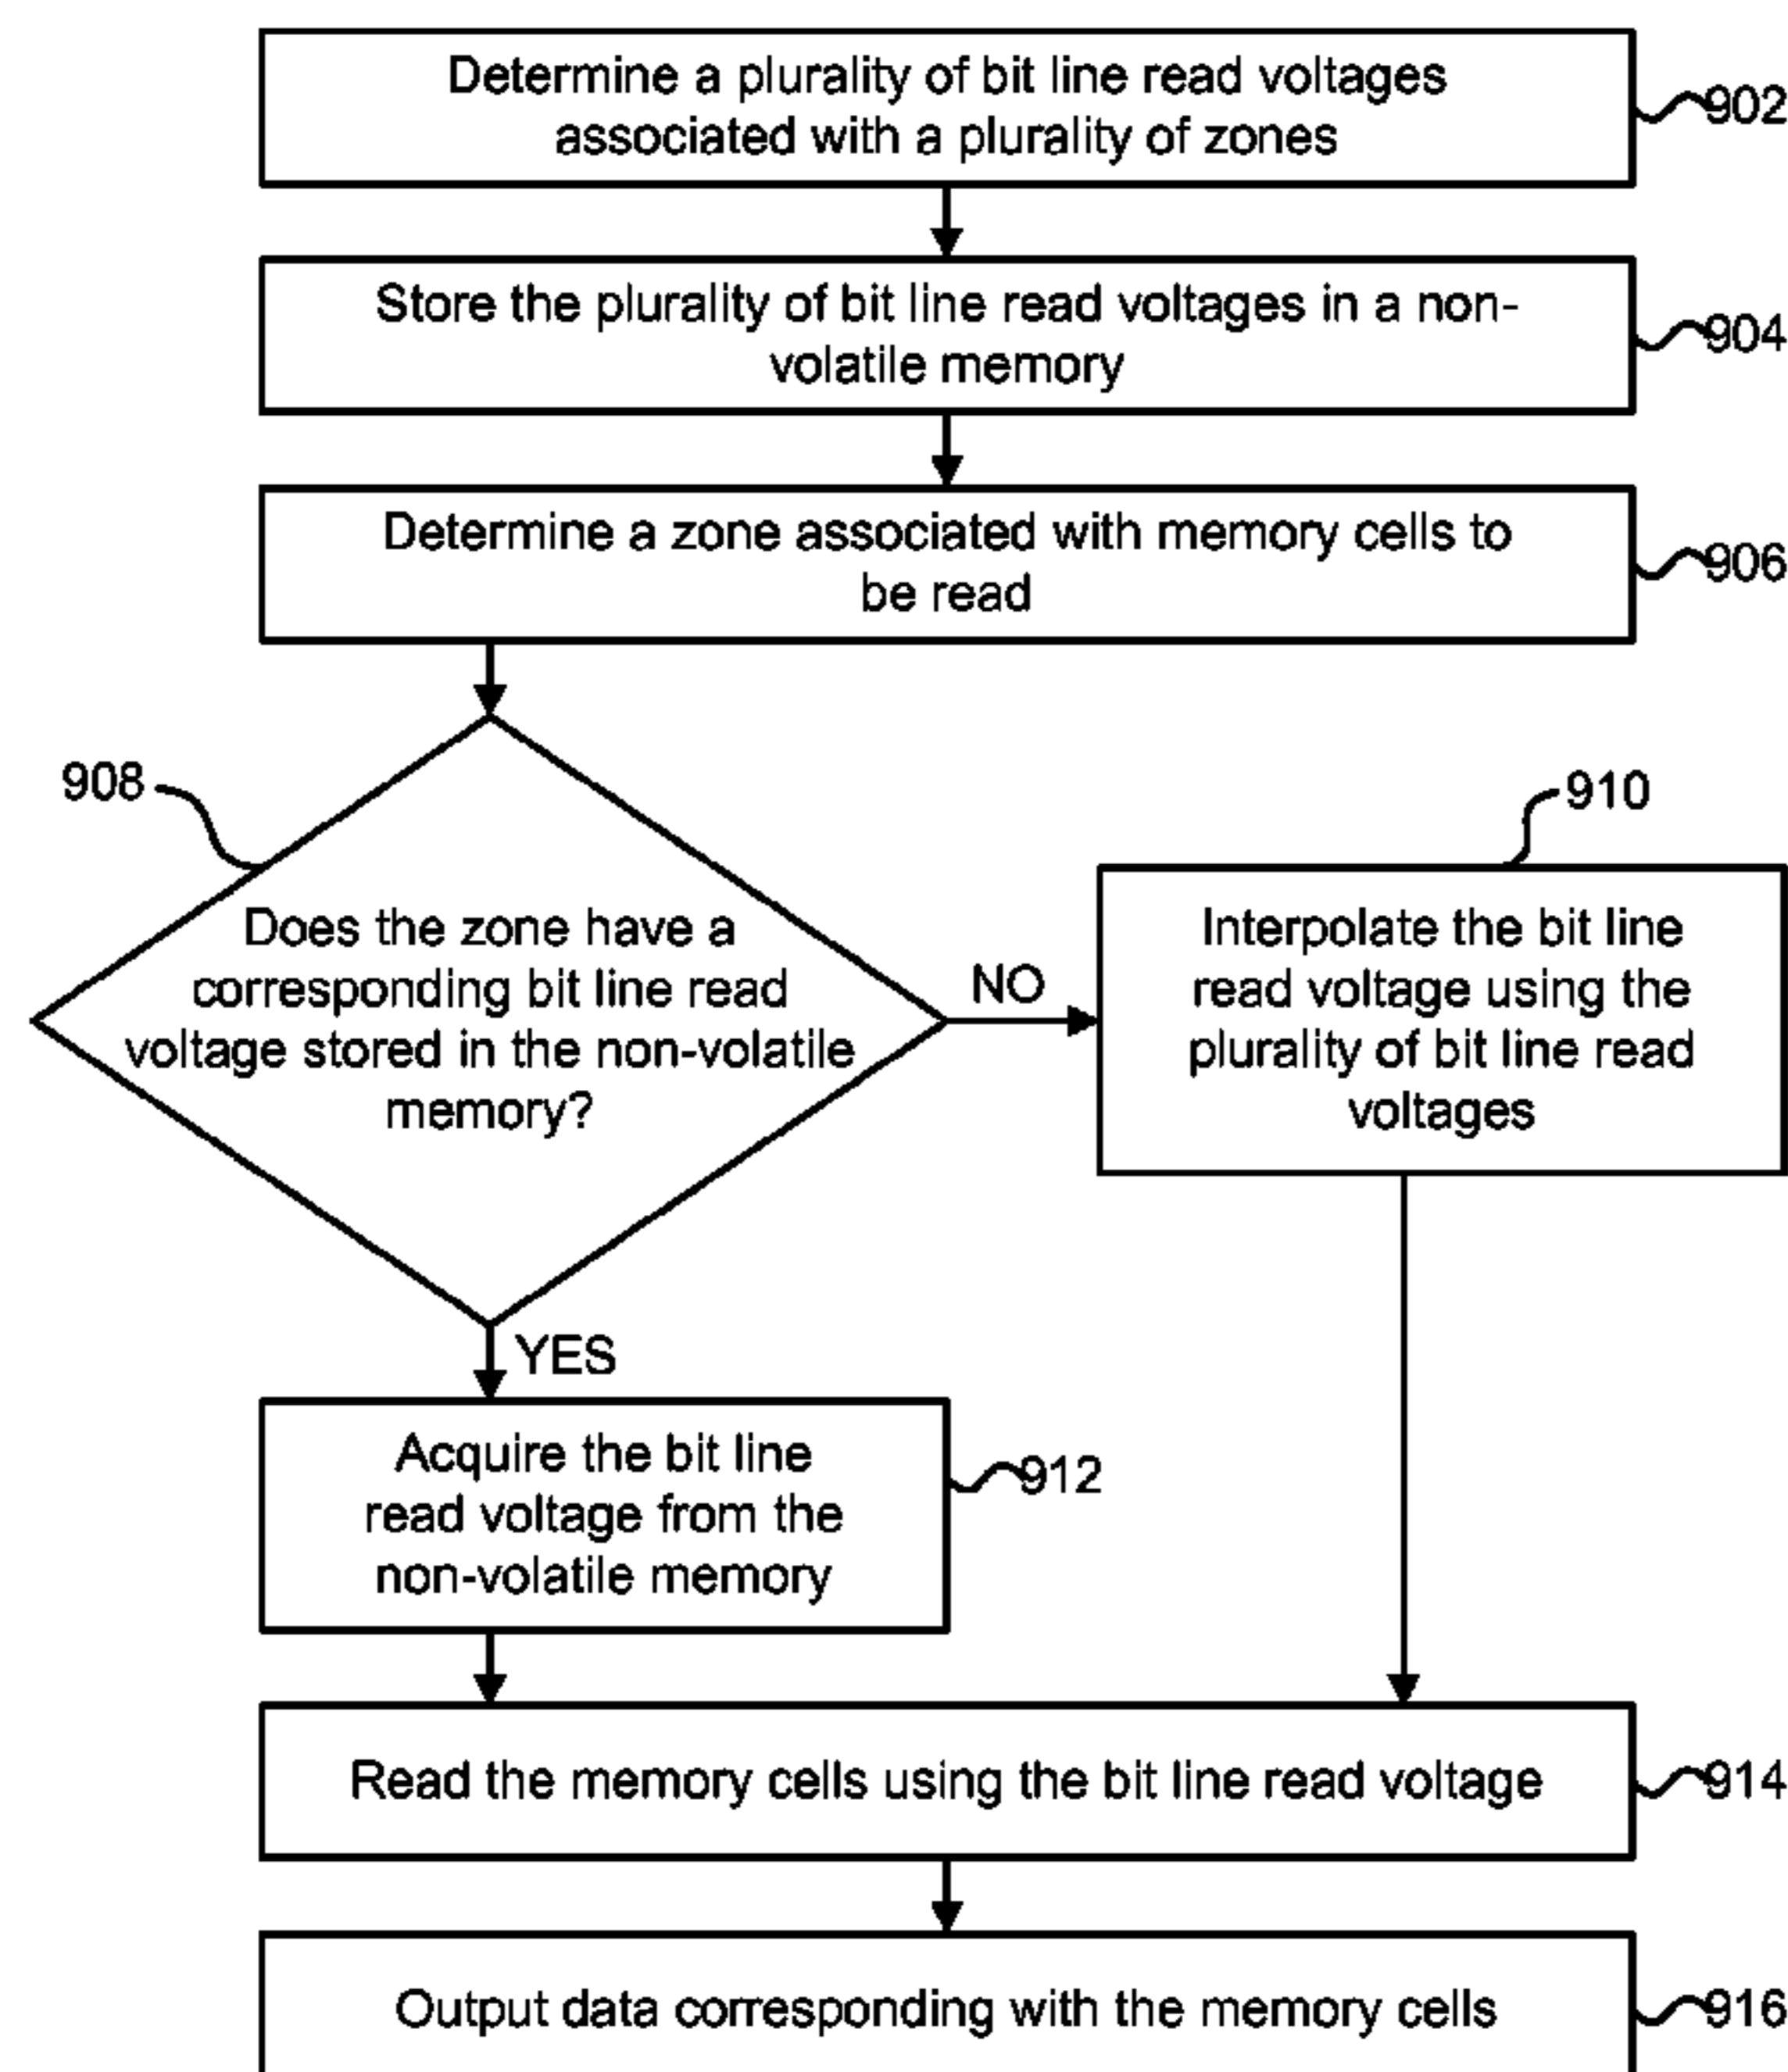 Determine a plurality of bit line read voltages
associated with a plurality of zones
902
Store the plurality of bit line read voltages in a non-
volatile memory
904
Determine a zone associated with memory cells to
be read
906
908
Does the zone have a
corresponding bit line read
voltage stored in the non-volatile
memory?
NO
910
Interpolate the bit line
read voltage using the
plurality of bit line read
voltages
YES
Acquire the bit line
read voltage from the
non-volatile memory
912
Read the memory cells using the bit line read voltage
914
Output data corresponding with the memory cells
916